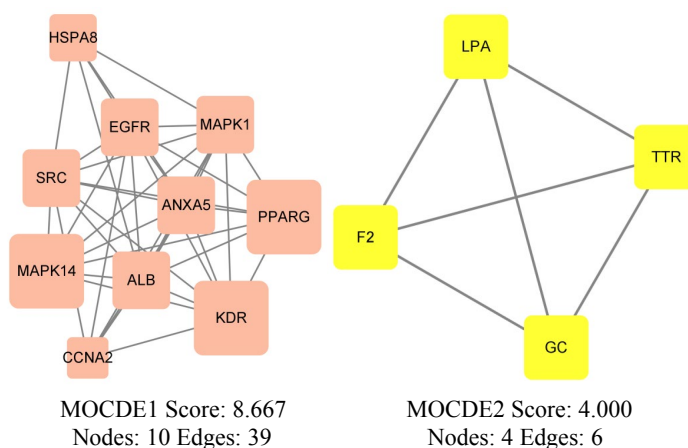 HSPA8
EGFR
MAPK1
SRC
ANXA5
PPARG
MAPK14
ALB
KDR
CCNA2
MOCDE1 Score: 8.667
Nodes: 10 Edges: 39
LPA
TTR
F2
GC
MOCDE2 Score: 4.000
Nodes: 4 Edges: 6